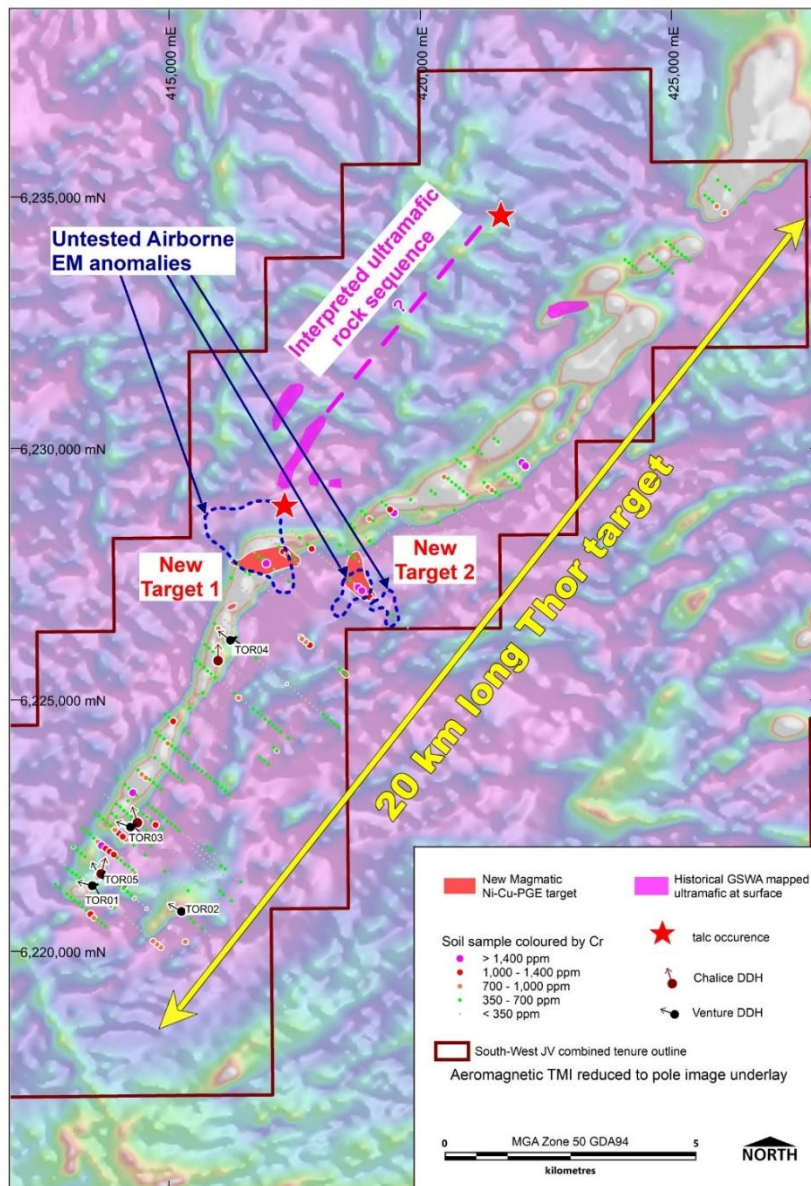 415,000 mE
420,000 mE
425,000 mE
6,235,000 mN
6,230,000 mN
6,225,000 mN
6,220,000 mN
Untested Airborne
EM anomalies
Interpreted ultramafic
rock sequence
?
New
Target 1
New
Target 2
20 km long Thor target
TOR04
TOR03
TOR05
TOR01
TOR02
New Magmatic
Ni-Cu-PGE target
Historical GSWA mapped
ultramafic at surface
Soil sample coloured by Cr
> 1,400 ppm
1,000 - 1,400 ppm
700 - 1,000 ppm
350 - 700 ppm
< 350 ppm
talc occurence
Chalice DDH
Venture DDH
South-West JV combined tenure outline
Aeromagnetic TMI reduced to pole image underlay
0
MGA Zone 50 GDA94
5
kilometres
NORTH